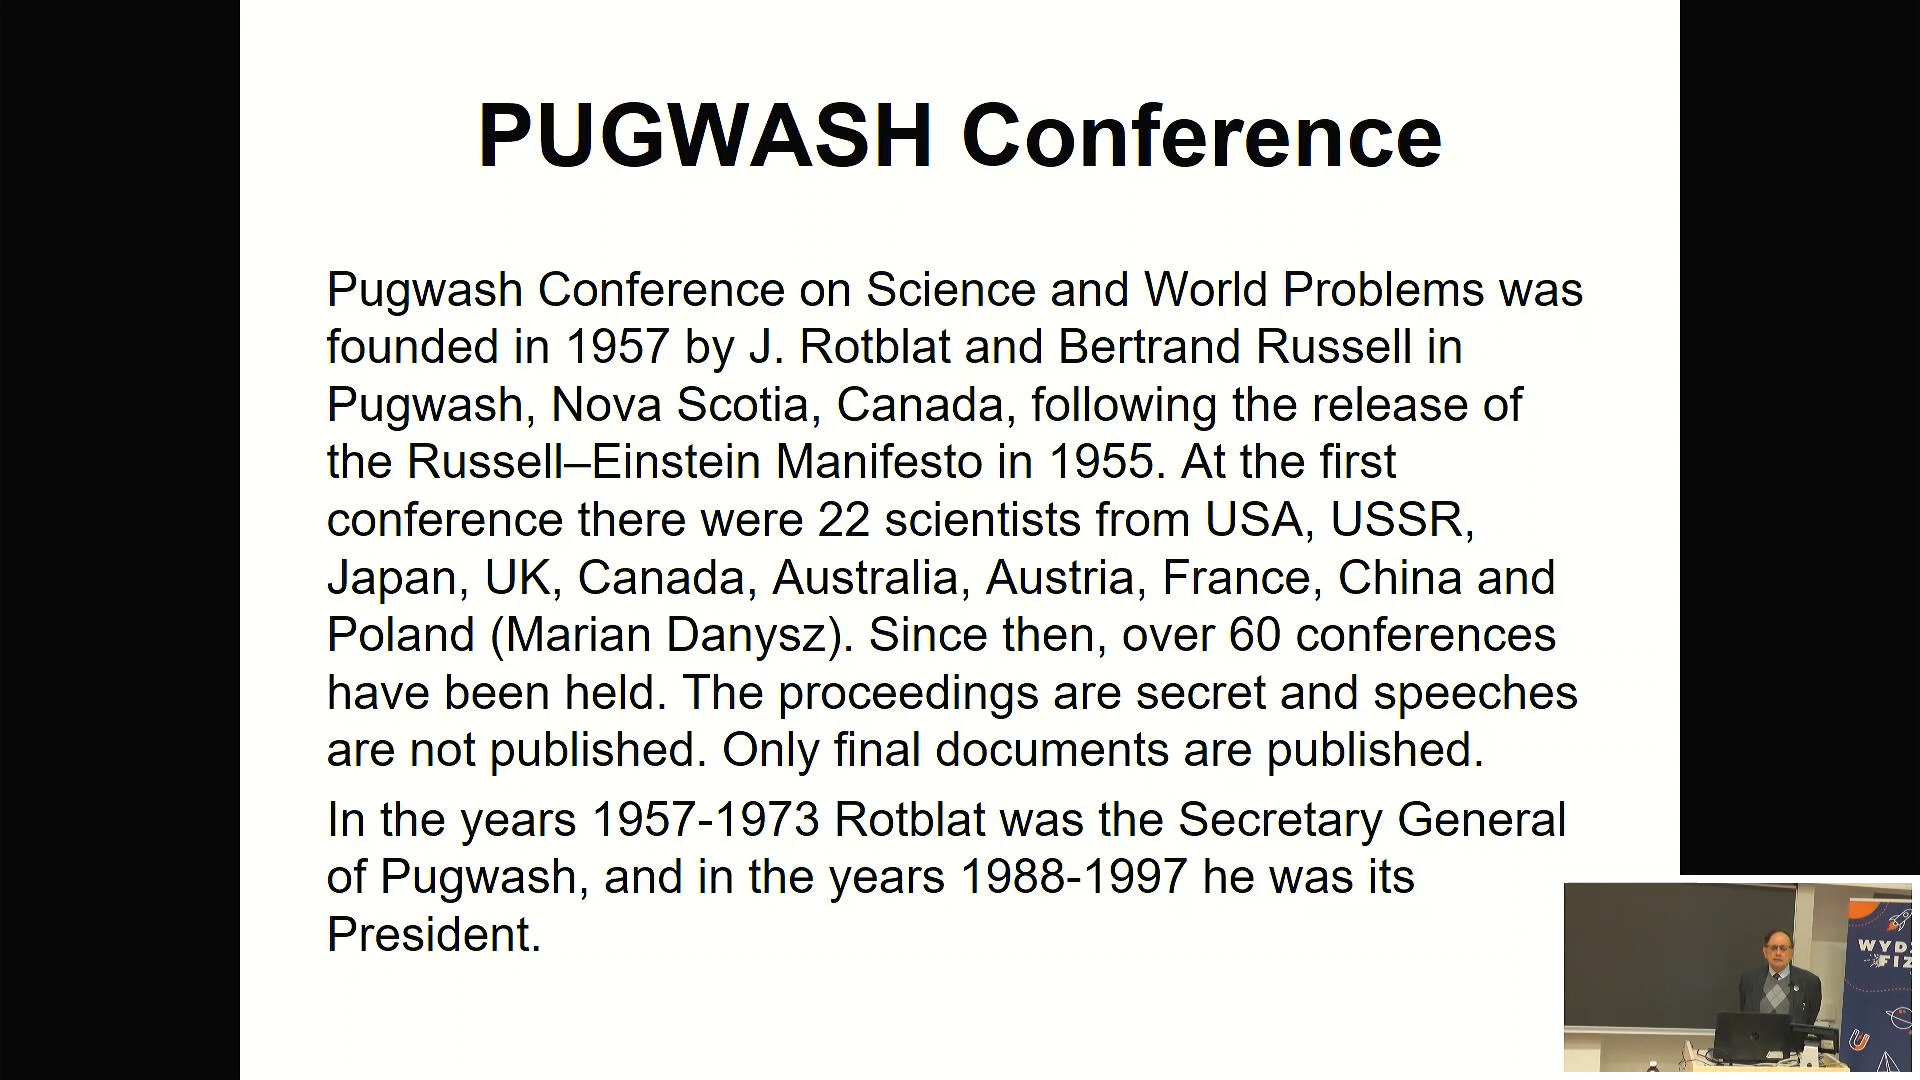 PUGWASH Conference
Pugwash Conference on Science and World Problems was
founded in 1957 by J. Rotblat and Bertrand Russell in
Pugwash, Nova Scotia, Canada, following the release of
the Russell–Einstein Manifesto in 1955. At the first
conference there were 22 scientists from USA, USSR,
Japan, UK, Canada, Australia, Austria, France, China and
Poland (Marian Danysz). Since then, over 60 conferences
have been held. The proceedings are secret and speeches
are not published. Only final documents are published.
In the years 1957-1973 Rotblat was the Secretary General
of Pugwash, and in the years 1988-1997 he was its
President.
WYDZ
FIZ